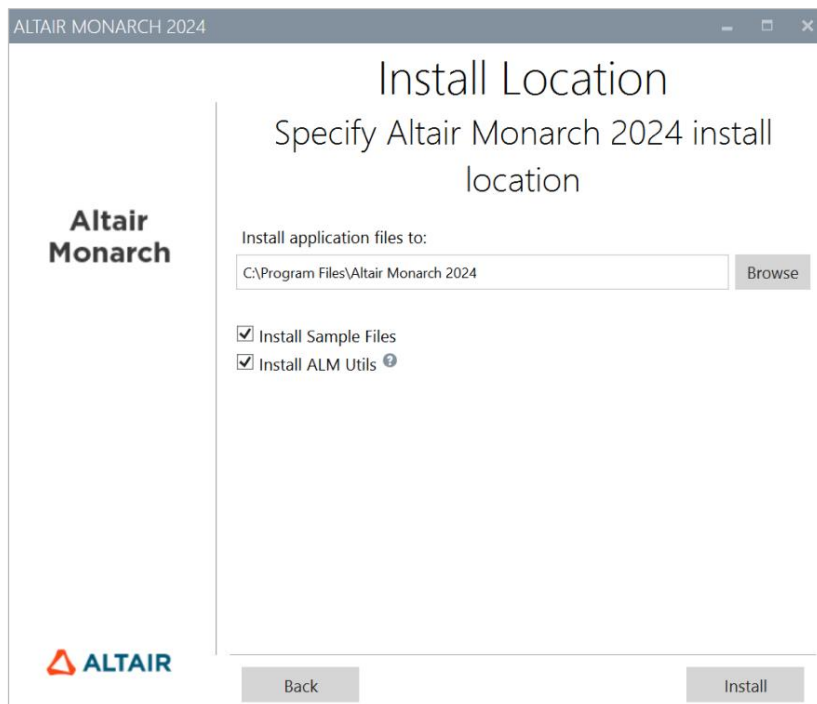 ALTAIR MONARCH 2024
Install Location
Specify Altair Monarch 2024 install
location
Altair
Monarch
Install application files to:
C:\Program Files\Altair Monarch 2024
Browse
Install Sample Files
Install ALM Utils ?
ALTAIR
Back
Install